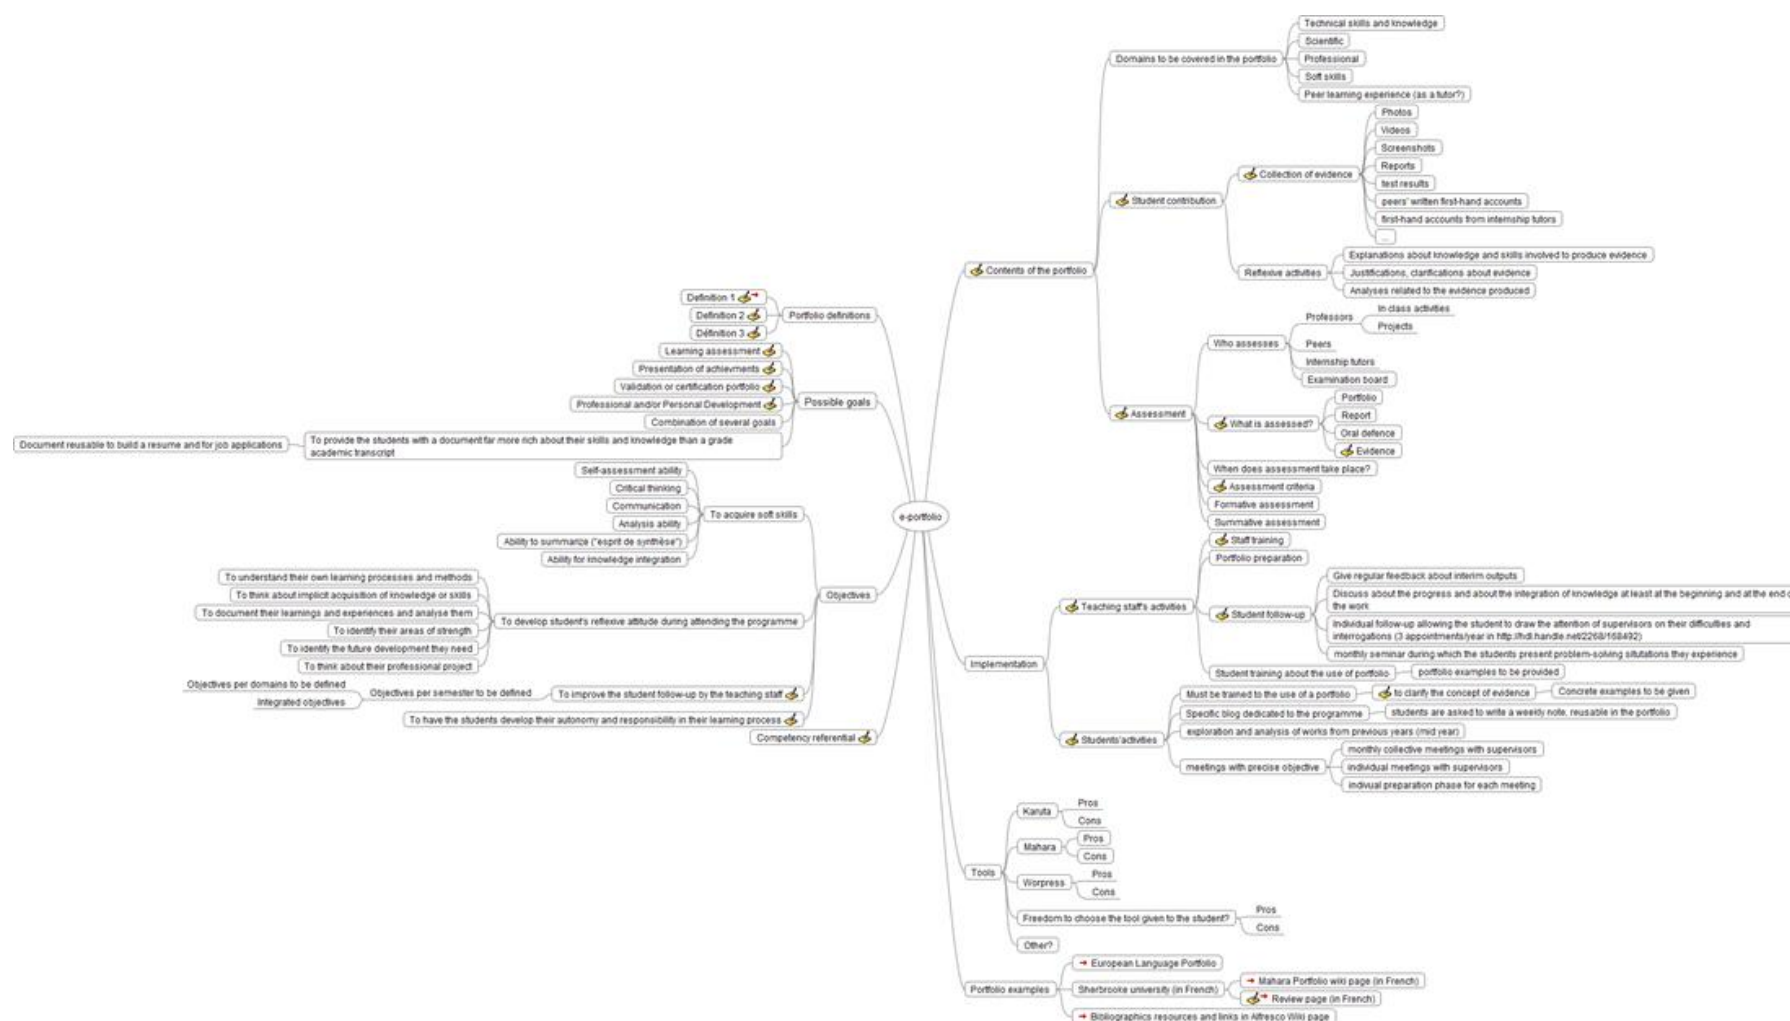 e-portfolio
Portfolio definitions
Definition 1
Definition 2
Définition 3
Possible goals
Learning assessment
Presentation of achievments
Validation or certification portfolio
Professional and/or Personal Development
Combination of several goals
To provide the students with a document far more rich about their skills and knowledge than a grade
academic transcript
Document reusable to build a resume and for job applications
Objectives
To acquire soft skills
Self-assessment ability
Critical thinking
Communication
Analysis ability
Ability to summarize ("esprit de synthèse")
Ability for knowledge integration
To develop student's reflexive attitude during attending the programme
To understand their own learning processes and methods
To think about implicit acquisition of knowledge or skills
To document their learnings and experiences and analyse them
To identify their areas of strength
To identify the future development they need
To think about their professional project
To improve the student follow-up by the teaching staff
Objectives per semester to be defined
Objectives per domains to be defined
Integrated objectives
To have the students develop their autonomy and responsibility in their learning process
Competency referential
Contents of the portfolio
Domains to be covered in the portfolio
Technical skills and knowledge
Scientific
Professional
Soft skills
Peer learning experience (as a tutor?)
Student contribution
Collection of evidence
Photos
Videos
Screenshots
Reports
test results
peers' written first-hand accounts
first-hand accounts from internship tutors
...
Reflexive activities
Explanations about knowledge and skills involved to produce evidence
Justifications, clarifications about evidence
Analyses related to the evidence produced
Assessment
Who assesses
Professors
In class activities
Projects
Peers
Internship tutors
Examination board
What is assessed?
Portfolio
Report
Oral defence
Evidence
When does assessment take place?
Assessment criteria
Formative assessment
Summative assessment
Implementation
Teaching staff's activities
Staff training
Portfolio preparation
Student follow-up
Give regular feedback about interim outputs
Discuss about the progress and about the integration of knowledge at least at the beginning and at the end
the work
Individual follow-up allowing the student to draw the attention of supervisors on their difficulties and
interrogations (3 appointments/year in http://hdl.handle.net/2268/168492)
monthly seminar during which the students present problem-solving situtations they experience
Student training about the use of portfolio
portfolio examples to be provided
Students'activities
Must be trained to the use of a portfolio
to clarify the concept of evidence
Concrete examples to be given
Specific blog dedicated to the programme
students are asked to write a weekly note, reusable in the portfolio
exploration and analysis of works from previous years (mid year)
meetings with precise objective
monthly collective meetings with supervisors
individual meetings with supervisors
indivual preparation phase for each meeting
Tools
Karuta
Pros
Cons
Mahara
Pros
Cons
Worpress
Pros
Cons
Freedom to choose the tool given to the student?
Pros
Cons
Other?
Portfolio examples
European Language Portfolio
Sherbrooke university (in French)
Mahara Portfolio wiki page (in French)
Review page (in French)
Bibliographics resources and links in Alfresco Wiki page